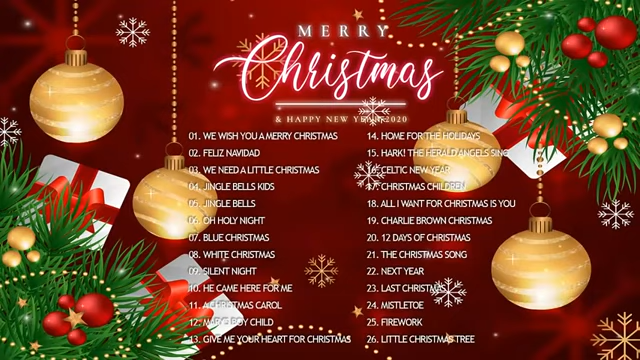 MERRY
Christmas
& HAPPY NEW YEAR 2020
01. WE WISH YOU A MERRY CHRISTMAS
02. FELIZ NAVIDAD
03. WE NEED A LITTLE CHRISTMAS
04. JINGLE BELLS KIDS
05. JINGLE BELLS
06. OH HOLY NIGHT
07. BLUE CHRISTMAS
08. WHITE CHRISTMAS
09. SILENT NIGHT
10. HE CAME HERE FOR ME
11. A CHRISTMAS CAROL
12. MARY'S BOY CHILD
13. GIVE ME YOUR HEART FOR CHRISTMAS
14. HOME FOR THE HOLIDAYS
15. HARK! THE HERALD ANGELS SING
16. CELTIC NEW YEAR
17. CHRISTMAS CHILDREN
18. ALL I WANT FOR CHRISTMAS IS YOU
19. CHARLIE BROWN CHRISTMAS
20. 12 DAYS OF CHRISTMAS
21. THE CHRISTMAS SONG
22. NEXT YEAR
23. LAST CHRISTMAS
24. MISTLETOE
25. FIREWORK
26. LITTLE CHRISTMAS TREE